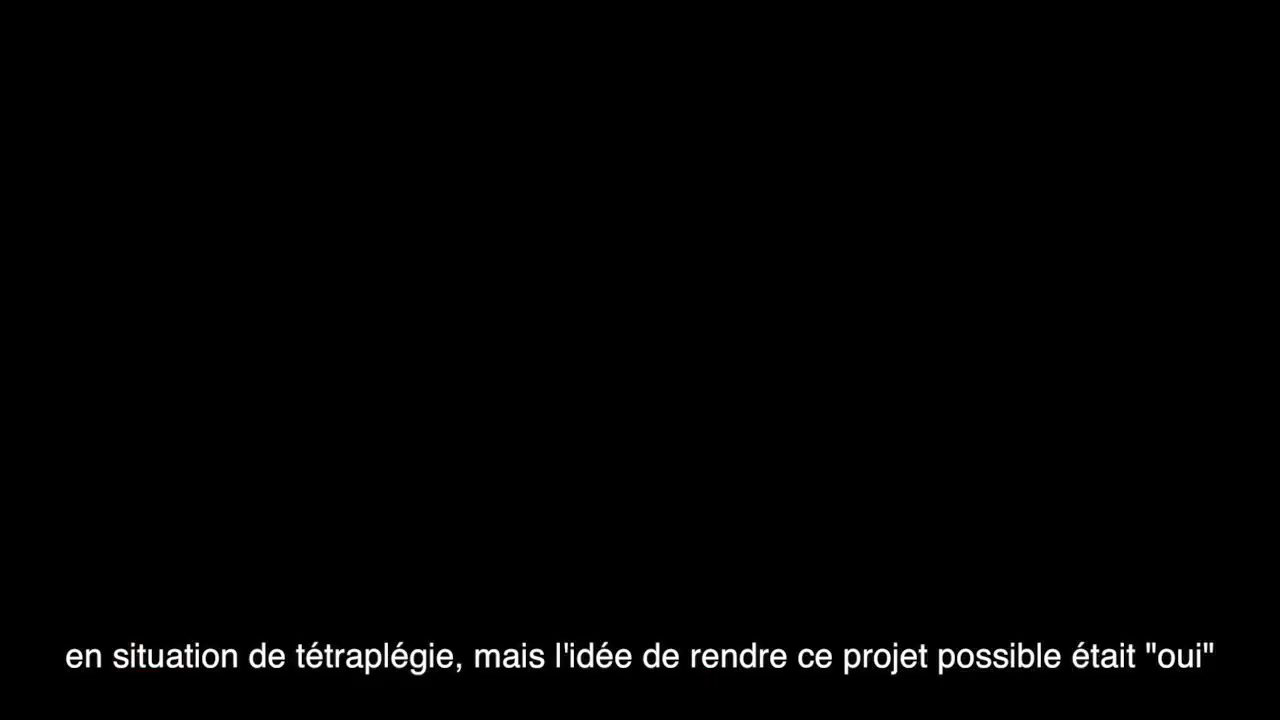 en situation de tétraplégie, mais l'idée de rendre ce projet possible était "oui"